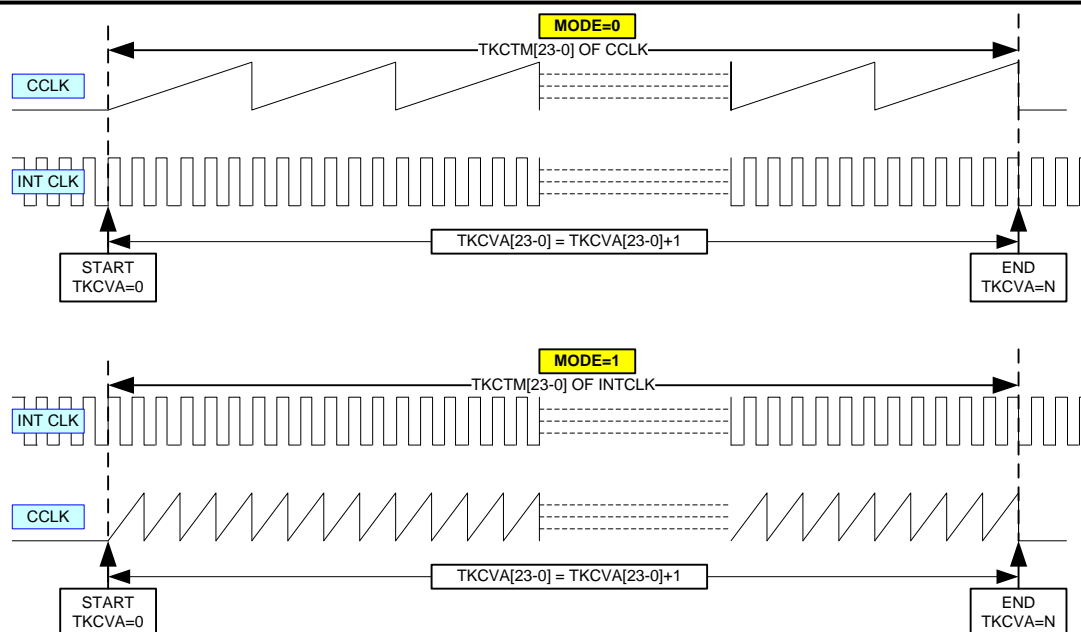 MODE=0
TKCTM[23-0] OF CCLK
CCLK
INT CLK
TKCVA[23-0] = TKCVA[23-0]+1
START
TKCVA=0
END
TKCVA=N
MODE=1
TKCTM[23-0] OF INTCLK
INT CLK
CCLK
TKCVA[23-0] = TKCVA[23-0]+1
START
TKCVA=0
END
TKCVA=N